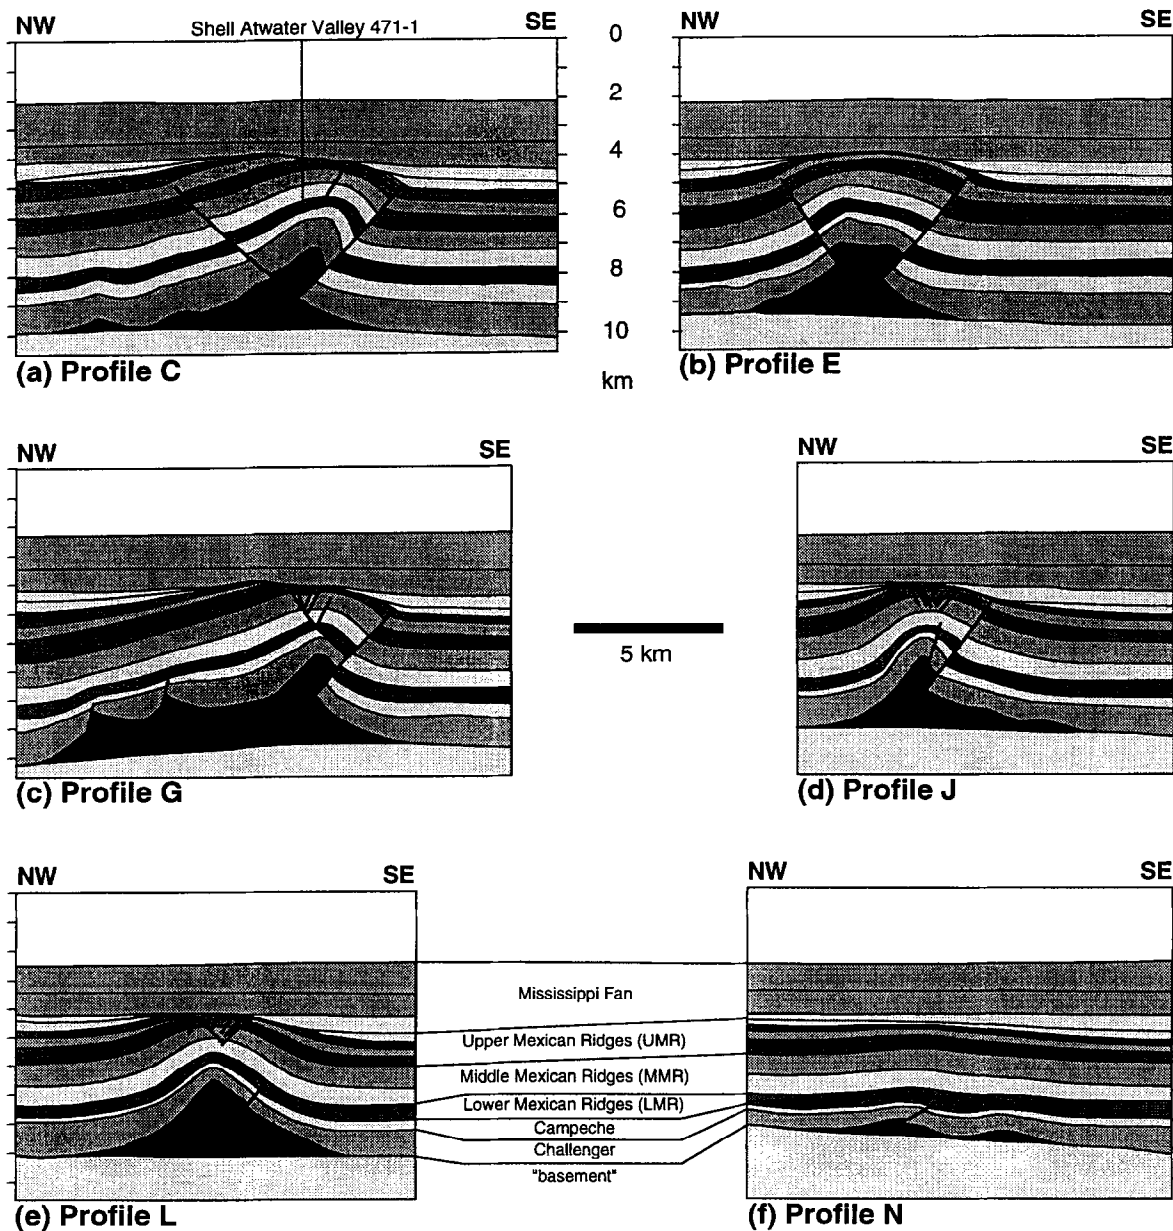 NW
Shell Atwater Valley 471-1
SE
NW
SE
0
2
4
6
8
10
km
(a) Profile C
(b) Profile E
NW
SE
NW
SE
5 km
(c) Profile G
(d) Profile J
NW
SE
NW
SE
Mississippi Fan
Upper Mexican Ridges (UMR)
Middle Mexican Ridges (MMR)
Lower Mexican Ridges (LMR)
Campeche
Challenger
"basement"
(e) Profile L
(f) Profile N